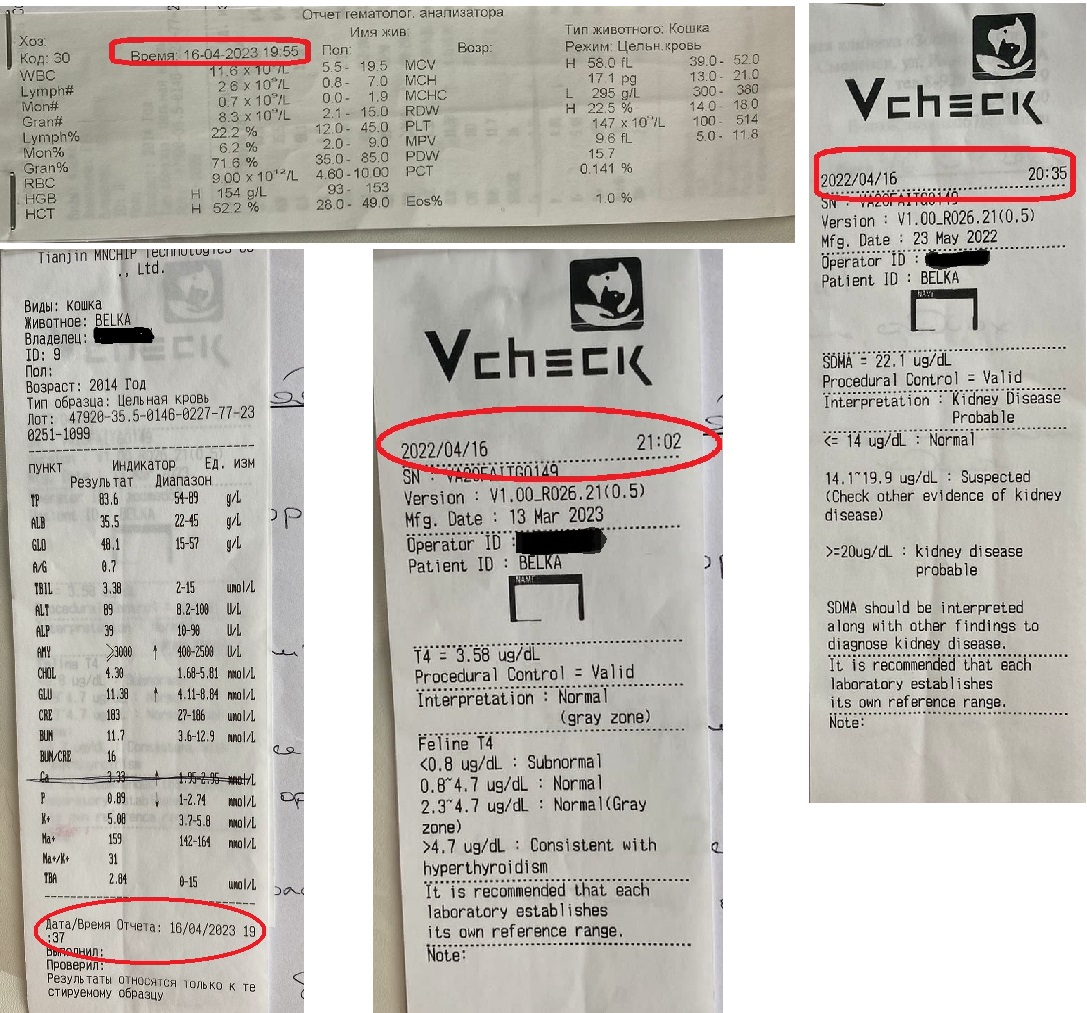 Отчет гематолог. анализатора
Хоз:
Имя жив:
Тип животного: Кошка
Код: 30
Время: 16-04-2023 19:55
Пол:
Возр:
Режим: Цельн.кровь
WBC 11.6 x 10⁹/L 5.5 - 19.5 MCV H 58.0 fL 39.0 - 52.0
Lymph# 2.6 x 10⁹/L 0.8 - 7.0 MCH 17.1 pg 13.0 - 21.0
Mon# 0.7 x 10⁹/L 0.0 - 1.9 MCHC L 295 g/L 300 - 380
Gran# 8.3 x 10⁹/L 2.1 - 15.0 RDW H 22.5 % 14.0 - 18.0
Lymph% 22.2 % 12.0 - 45.0 PLT 147 x 10⁹/L 100 - 514
Mon% 6.2 % 2.0 - 9.0 MPV 9.6 fL 5.0 - 11.8
Gran% 71.6 % 35.0 - 85.0 PDW 15.7
RBC 9.00 x 10¹²/L 4.60 - 10.00 PCT 0.141 %
HGB H 154 g/L 93 - 153
HCT H 52.2 % 28.0 - 49.0 Eos% 1.0 %
Tianjin MNCHIP Technologies Co
., Ltd.
Виды: Кошка
Животное: BELKA
Владелец:
ID: 9
Пол:
Возраст: 2014 Год
Тип образца: Цельная кровь
Лот: 47920-35.5-0146-0227-77-23
0251-1099
пункт Индикатор Ед. изм
Результат Диапазон
TP 83.6 54-89 g/L
ALB 35.5 22-45 g/L
GLO 48.1 15-57 g/L
A/G 0.7
TBIL 3.38 2-15 umol/L
ALT 89 8.2-100 U/L
ALP 39 10-90 U/L
AMY >3000 ↑ 400-2500 U/L
CHOL 4.30 1.68-5.81 mmol/L
GLU 11.38 ↑ 4.11-8.84 mmol/L
CRE 183 27-186 umol/L
BUN 11.7 3.6-12.9 mmol/L
BUN/CRE 16
Ca 3.33 ↑ 1.95-2.95 mmol/L
P 0.89 ↓ 1-2.74 mmol/L
K+ 5.08 3.7-5.8 mmol/L
Na+ 159 142-164 mmol/L
Na+/K+ 31
TBA 2.84 0-15 umol/L
Дата/Время Отчета: 16/04/2023 19
:37
Выполнил:
Проверил:
Результаты относятся только к те
стируемому образцу
Vcheck
2022/04/16 21:02
SN : VA20FAITG0149
Version : V1.00_R026.21(0.5)
Mfg. Date : 13 Mar 2023
Operator ID :
Patient ID : BELKA
NAME
T4 = 3.58 ug/dL
Procedural Control = Valid
Interpretation : Normal
(gray zone)
Feline T4
<0.8 ug/dL : Subnormal
0.8~4.7 ug/dL : Normal
2.3~4.7 ug/dL : Normal(Gray
zone)
>4.7 ug/dL : Consistent with
hyperthyroidism
It is recommended that each
laboratory establishes
its own reference range.
Note:
Vcheck
2022/04/16 20:35
SN : VA20FAITG0149
Version : V1.00_R026.21(0.5)
Mfg. Date : 23 May 2022
Operator ID :
Patient ID : BELKA
NAME
SDMA = 22.1 ug/dL
Procedural Control = Valid
Interpretation : Kidney Disease
Probable
<= 14 ug/dL : Normal
14.1~19.9 ug/dL : Suspected
(Check other evidence of kidney
disease)
>=20ug/dL : kidney disease
probable
SDMA should be interpreted
along with other findings to
diagnose kidney disease.
It is recommended that each
laboratory establishes
its own reference range.
Note: